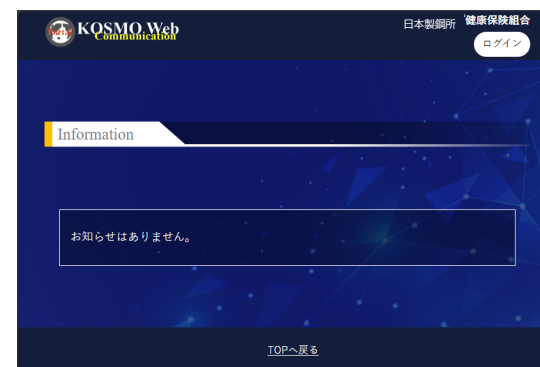 KOSMO Web
Communication
日本製鋼所 健康保険組合
ログイン
Information
お知らせはありません。
TOPへ戻る